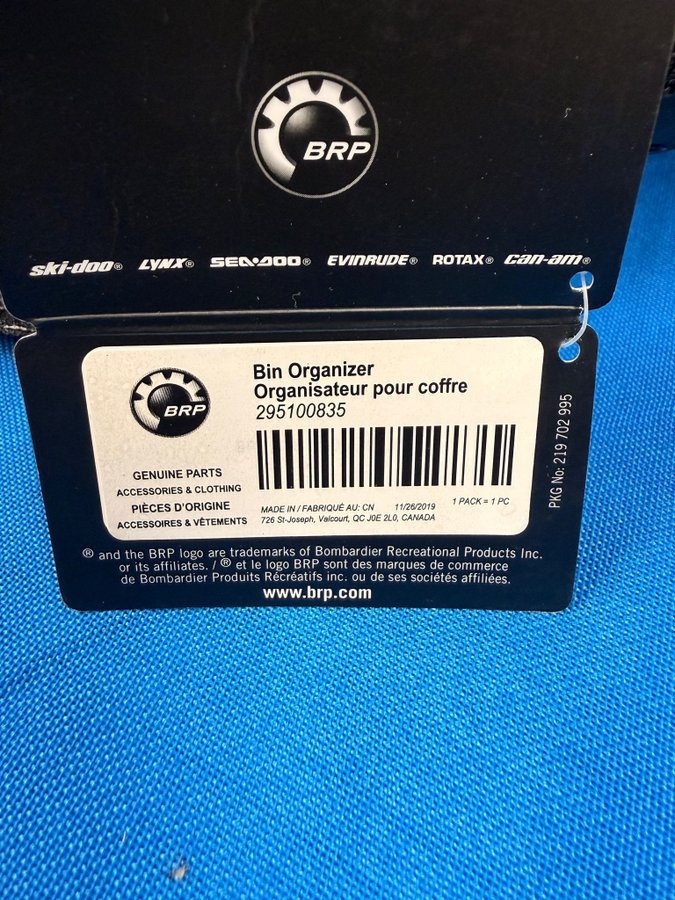 BRP
ski-doo® LYNX® SEA-DOO® EVINRUDE® ROTAX® can-am®
BRP
GENUINE PARTS
ACCESSORIES & CLOTHING
PIÈCES D'ORIGINE
ACCESSOIRES & VÊTEMENTS
Bin Organizer
Organisateur pour coffre
295100835
MADE IN / FABRIQUÉ AU: CN 11/26/2019 1 PACK = 1 PC
726 St-Joseph, Valcourt, QC J0E 2L0, CANADA
PKG No: 219 702 995
® and the BRP logo are trademarks of Bombardier Recreational Products Inc.
or its affiliates. / ® et le logo BRP sont des marques de commerce
de Bombardier Produits Récréatifs inc. ou de ses sociétés affiliées.
www.brp.com